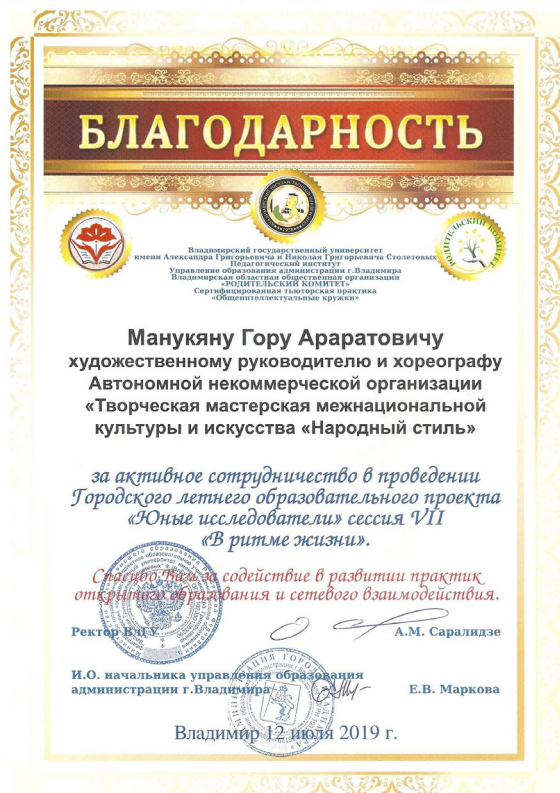 БЛАГОДАРНОСТЬ
РОДИТЕЛЬСКИЙ КОМИТЕТ
Владимирский государственный университет
имени Александра Григорьевича и Николая Григорьевича Столетовых
Педагогический институт
Управление образования администрации г.Владимира
Владимирская областная общественная организация
«РОДИТЕЛЬСКИЙ КОМИТЕТ»
Сертифицированная тьюторская практика
«Общеинтеллектуальные кружки»
Манукяну Гору Араратовичу
художественному руководителю и хореографу
Автономной некоммерческой организации
«Творческая мастерская межнациональной
культуры и искусства «Народный стиль»
за активное сотрудничество в проведении
Городского летнего образовательного проекта
«Юные исследователи» сессия VII
«В ритме жизни».
Спасибо Вам за содействие в развитии практик
открытого образования и сетевого взаимодействия.
Ректор ВлГУ
А.М. Саралидзе
И.О. начальника управления образования
администрации г.Владимира
Е.В. Маркова
Владимир 12 июля 2019 г.